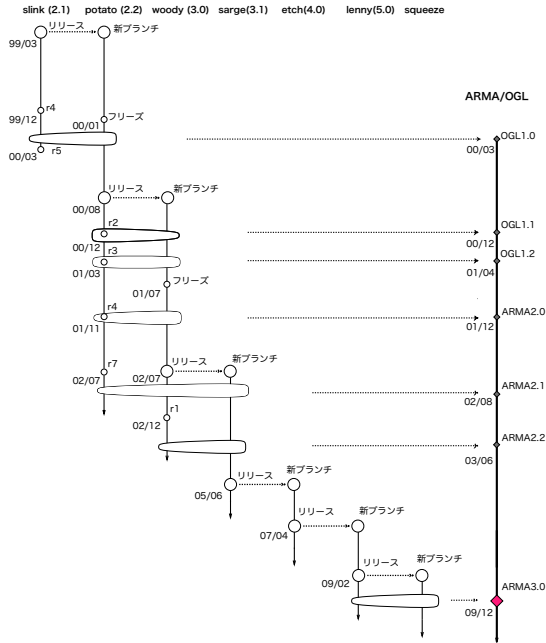 slink (2.1) potato (2.2) woody (3.0) sarge(3.1) etch(4.0) lenny(5.0) squeeze
リリース 新ブランチ
99/03
ARMA/OGL
r4
99/12
フリーズ
00/01
OGL1.0
00/03 r5
00/03
リリース 新ブランチ
00/08
r2
OGL1.1
00/12
00/12
r3
OGL1.2
01/03
01/04
フリーズ
01/07
r4
ARMA2.0
01/11
01/12
r7
リリース 新ブランチ
02/07
02/07
ARMA2.1
02/08
r1
02/12
ARMA2.2
03/06
リリース 新ブランチ
05/06
リリース 新ブランチ
07/04
リリース 新ブランチ
09/02
ARMA3.0
09/12